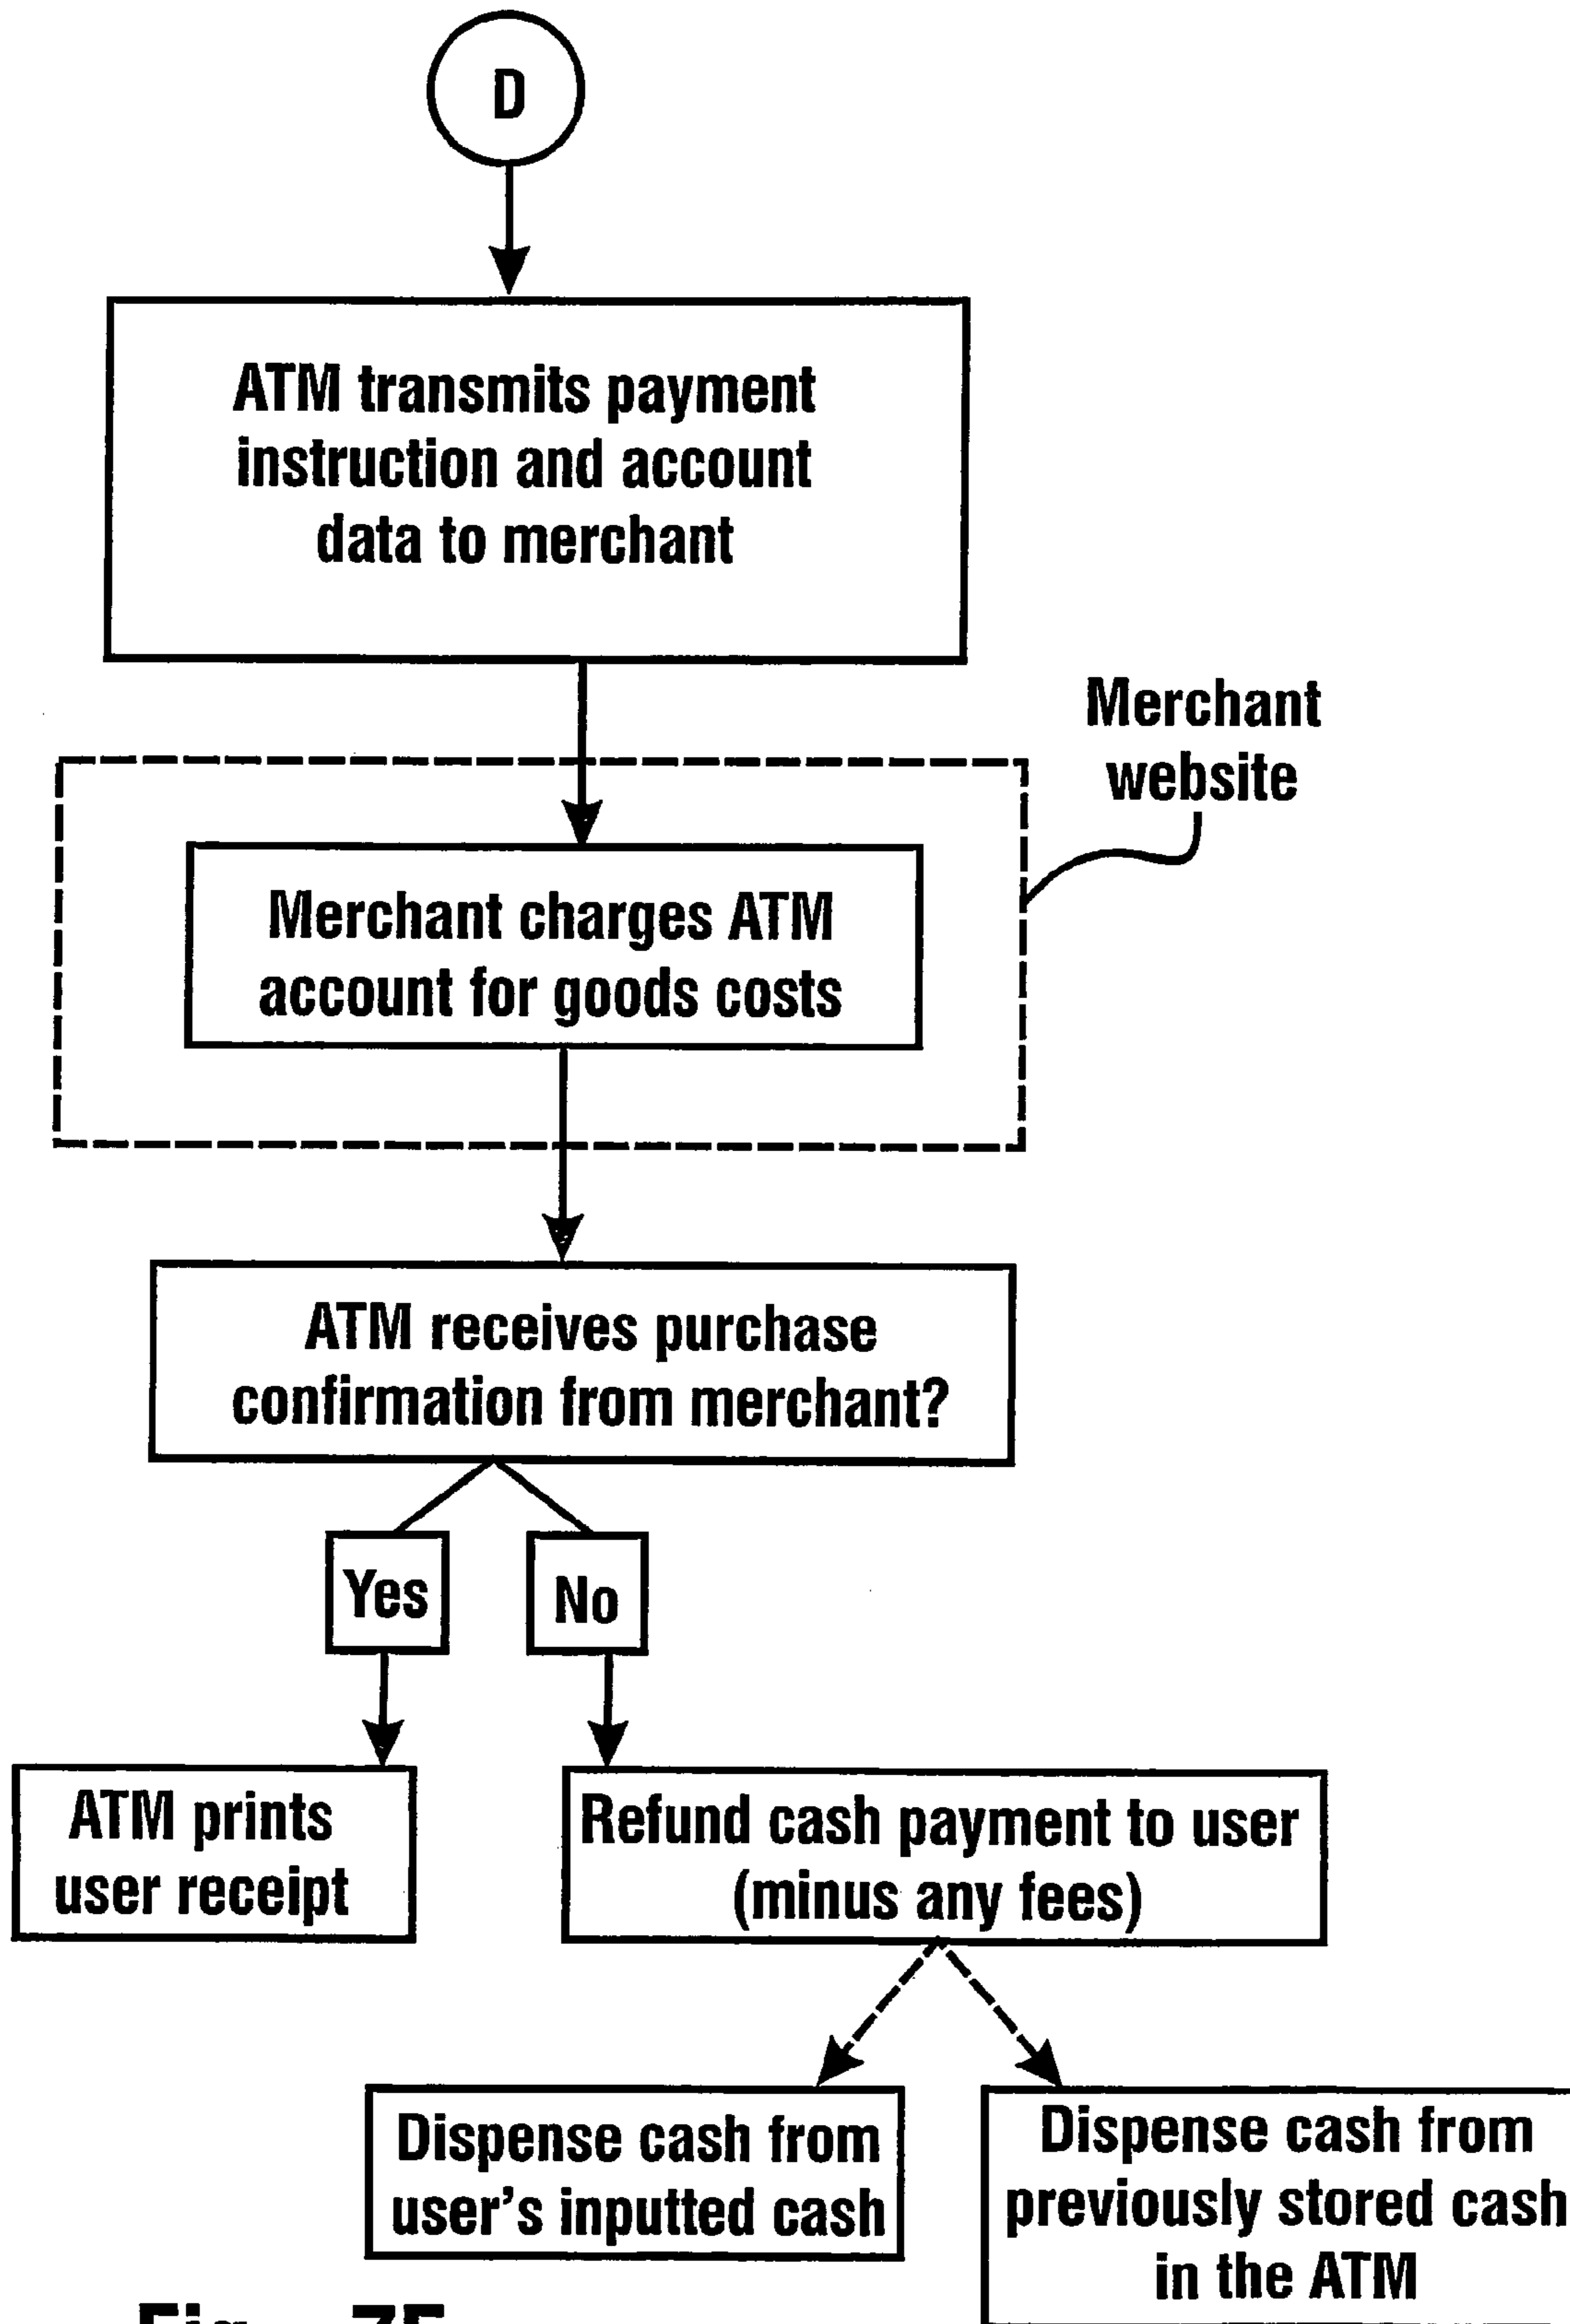 D
ATM transmits payment
instruction and account
data to merchant
Merchant
website
Merchant charges ATM
account for goods costs
ATM receives purchase
confirmation from merchant?
Yes
No
ATM prints
user receipt
Refund cash payment to user
(minus any fees)
Dispense cash from
user's inputted cash
Dispense cash from
previously stored cash
in the ATM